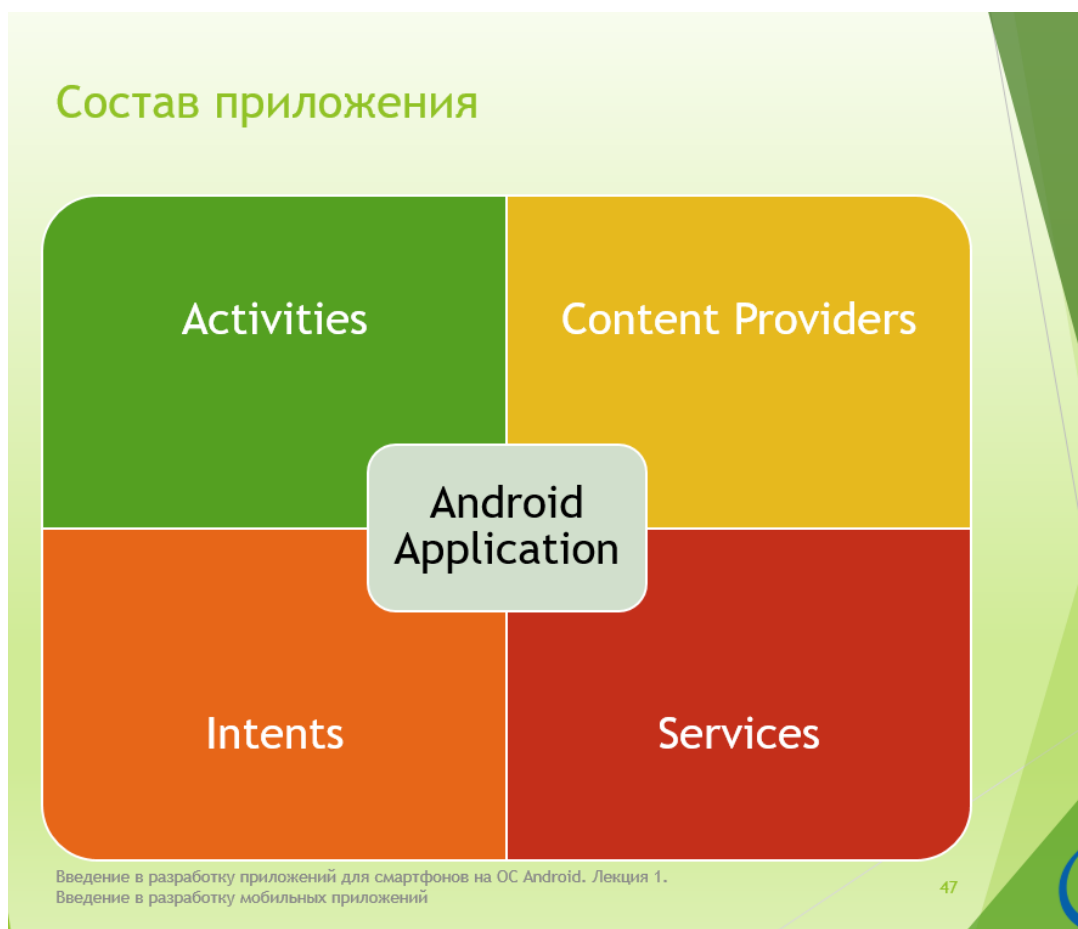 Состав приложения
Activities
Content Providers
Android
Application
Intents
Services
Введение в разработку приложений для смартфонов на ОС Android. Лекция 1.
Введение в разработку мобильных приложений
47